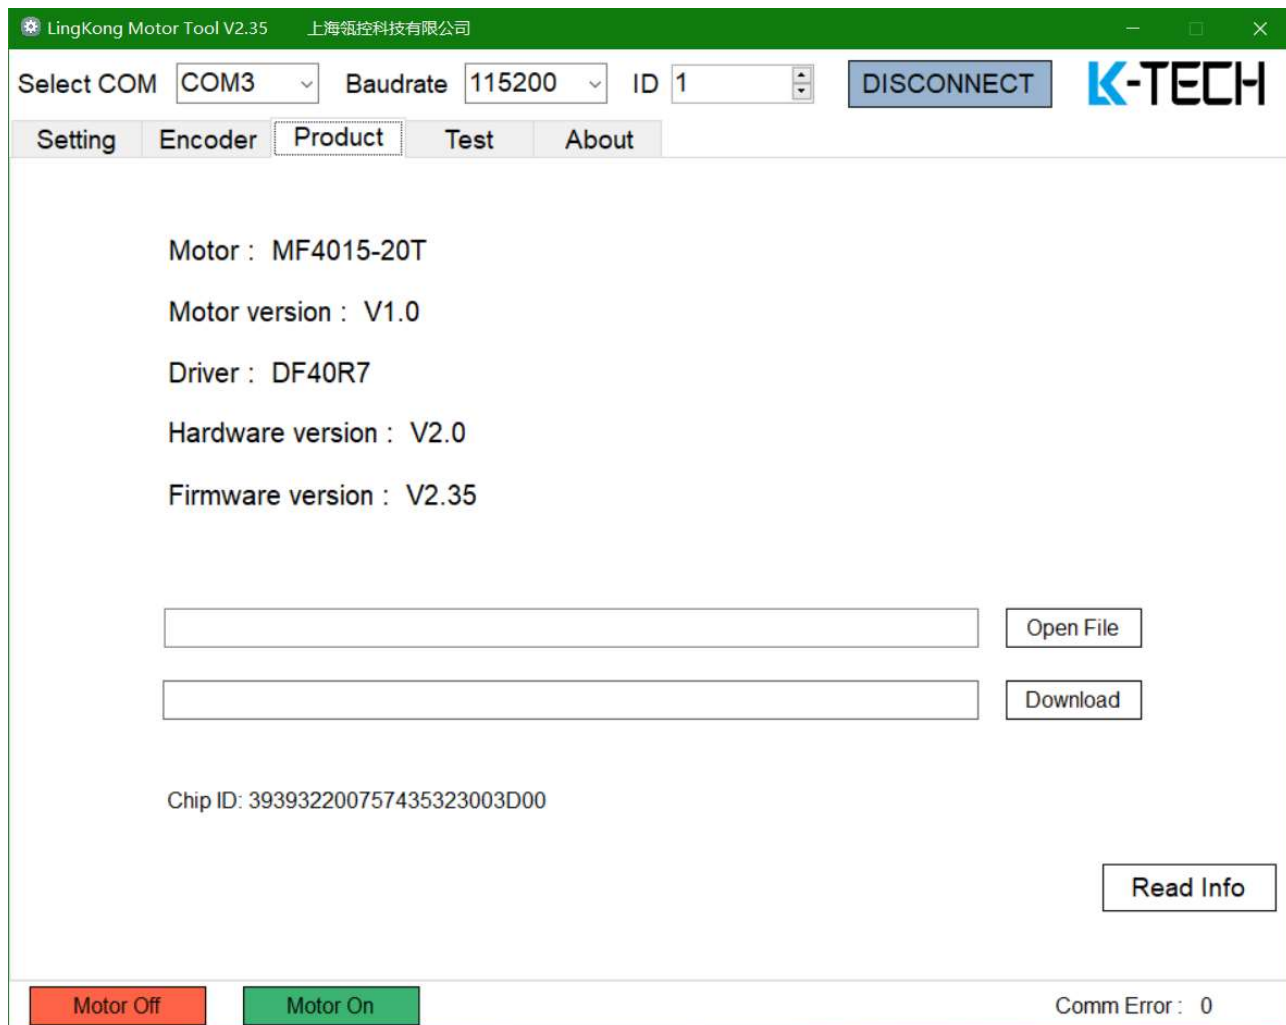 LingKong Motor Tool V2.35 上海瓴控科技有限公司
Select COM COM3 Baudrate 115200 ID 1 DISCONNECT K-TECH
Setting Encoder Product Test About
Motor : MF4015-20T
Motor version : V1.0
Driver : DF40R7
Hardware version : V2.0
Firmware version : V2.35
Open File
Download
Chip ID: 393932200757435323003D00
Read Info
Motor Off Motor On Comm Error : 0